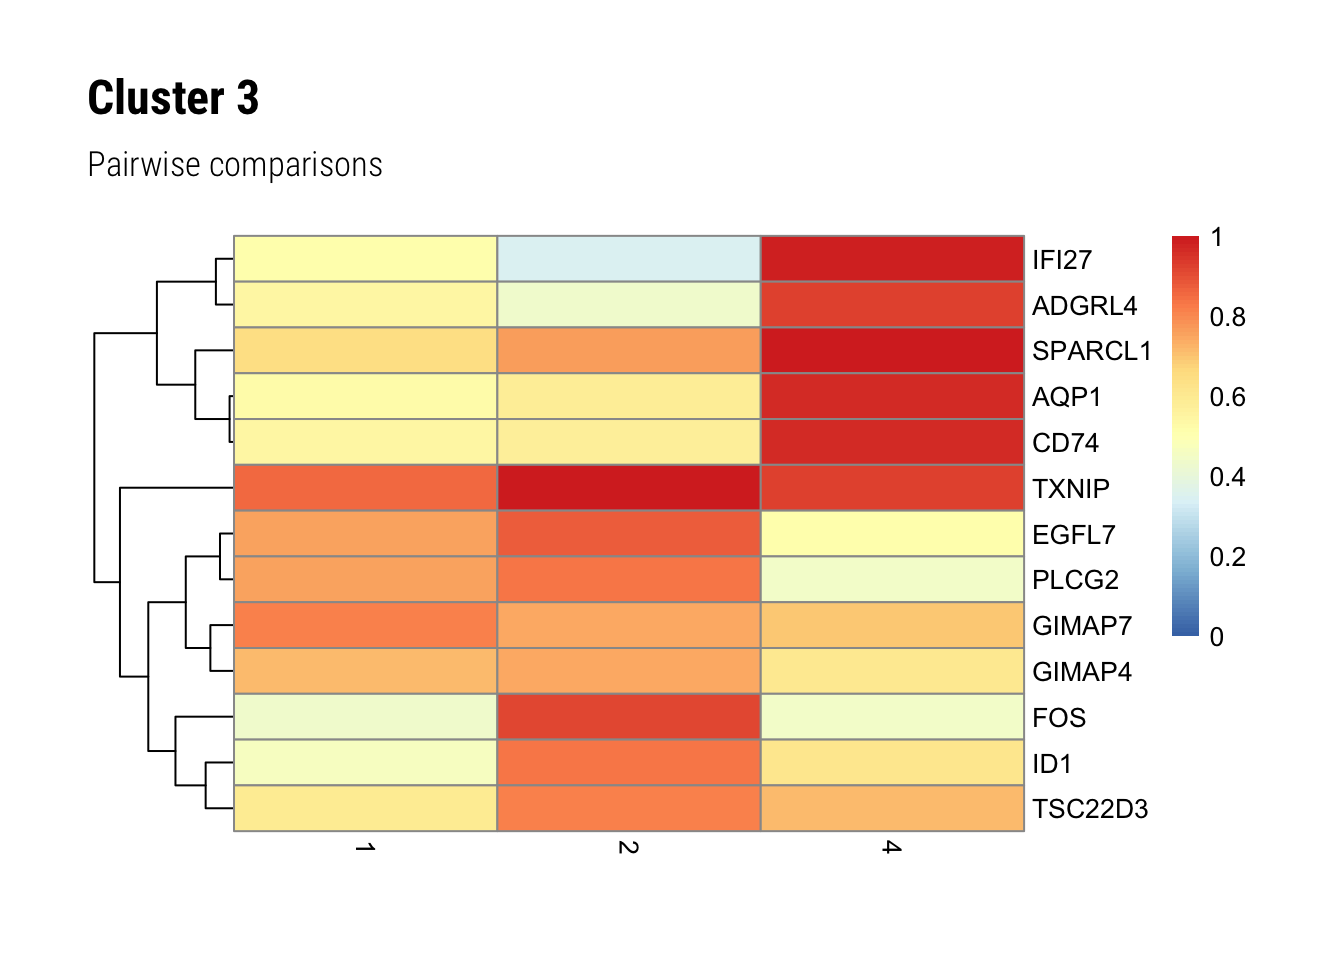 Cluster 3
Pairwise comparisons
IFI27
ADGRL4
SPARCL1
AQP1
CD74
TXNIP
EGFL7
PLCG2
GIMAP7
GIMAP4
FOS
ID1
TSC22D3
1
0.8
0.6
0.4
0.2
0
1
2
4